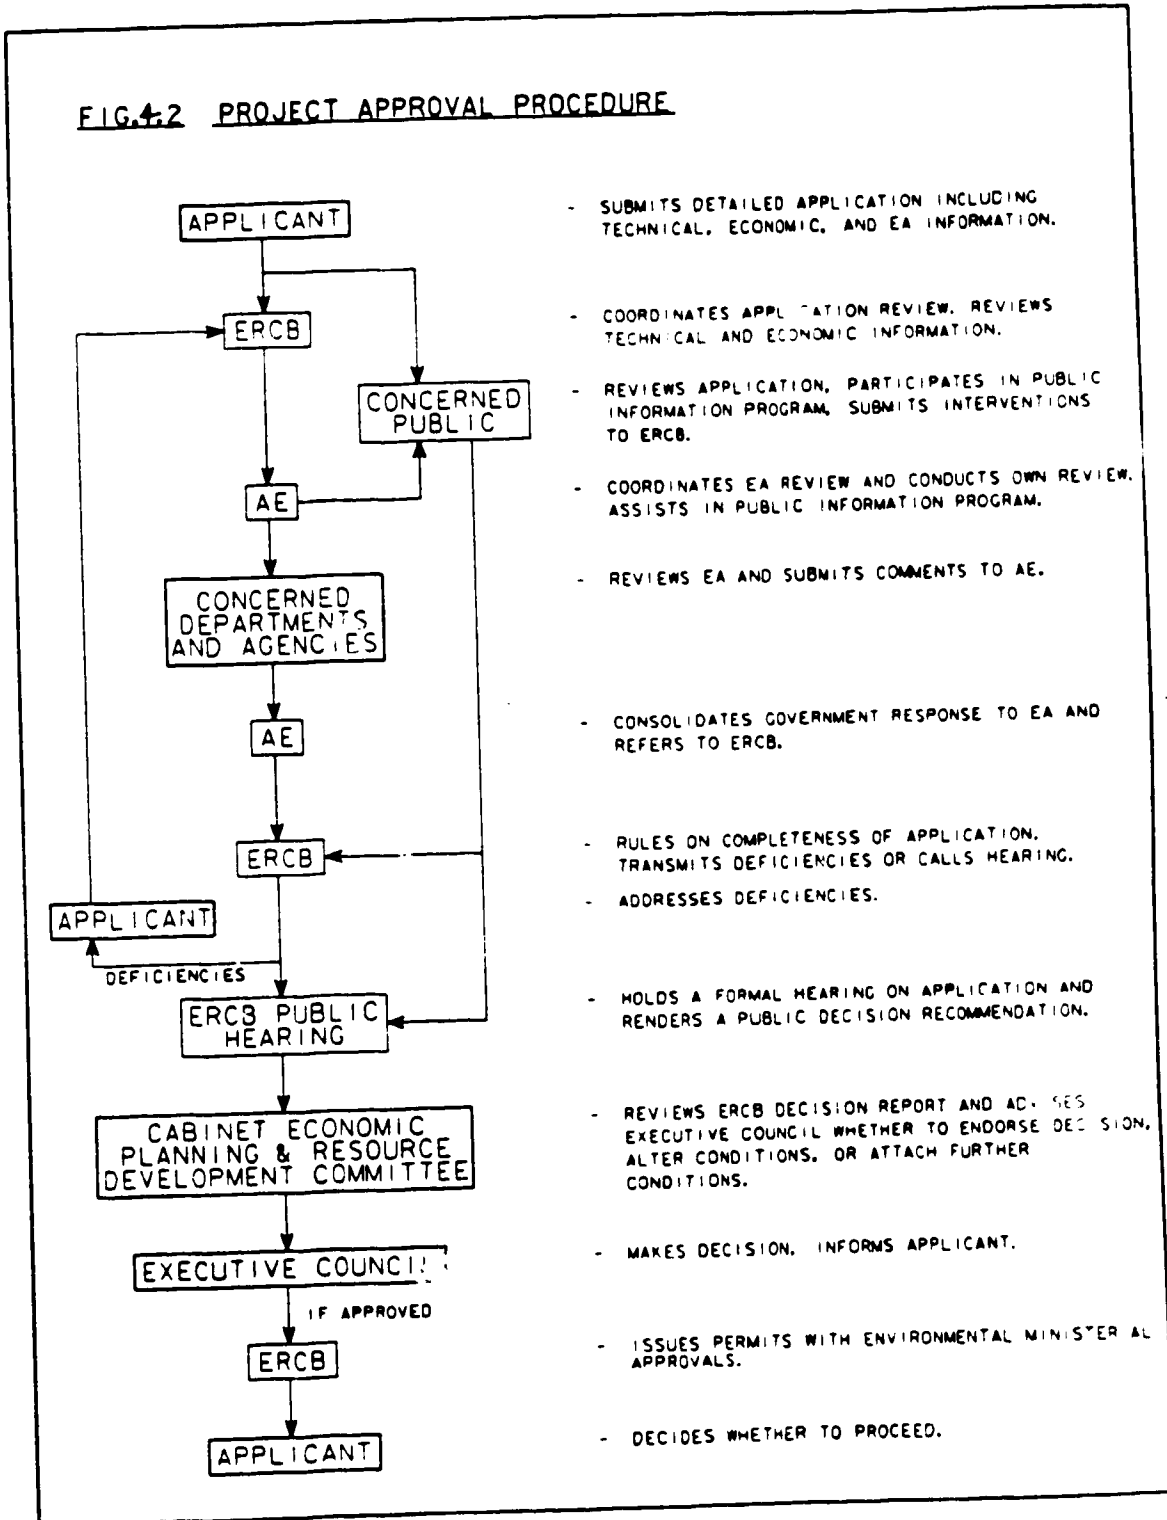 FIG.4.2 PROJECT APPROVAL PROCEDURE
APPLICANT
- SUBMITS DETAILED APPLICATION INCLUDING
TECHNICAL, ECONOMIC, AND EA INFORMATION.
ERCB
- COORDINATES REVIEW. REVIEWS
TECHNICAL AND ECONOMIC INFORMATION.
CONCERNED
PUBLIC
- REVIEWS APPLICATION, PARTICIPATES IN PUBLIC
INFORMATION PROGRAM, SUBMITS INTERVENTIONS
TO ERCB.
AE
- COORDINATES EA REVIEW AND CONDUCTS OWN REVIEW.
ASSISTS IN PUBLIC INFORMATION PROGRAM.
CONCERNED
DEPARTMENTS
AND AGENCIES
- REVIEWS EA AND SUBMITS COMMENTS TO AE.
AE
- CONSOLIDATES GOVERNMENT RESPONSE TO EA AND
REFERS TO ERCB.
ERCB
- RULES ON COMPLETENESS OF APPLICATION.
TRANSMITS DEFICIENCIES OR CALLS HEARING.
APPLICANT
- ADDRESSES DEFICIENCIES.
DEFICIENCIES
ERCB PUBLIC
HEARING
- HOLDS A FORMAL HEARING ON APPLICATION AND
RENDERS A PUBLIC DECISION RECOMMENDATION.
CABINET ECONOMIC
PLANNING & RESOURCE
DEVELOPMENT COMMITTEE
- REVIEWS ERCB DECISION REPORT AND
EXECUTIVE COUNCIL WHETHER TO ENDORSE DECISION,
ALTER CONDITIONS, OR ATTACH FURTHER
CONDITIONS.
EXECUTIVE COUNCIL
- MAKES DECISION. INFORMS APPLICANT.
IF APPROVED
ERCB
- ISSUES PERMITS WITH ENVIRONMENTAL MINISTERIAL
APPROVALS.
APPLICANT
- DECIDES WHETHER TO PROCEED.